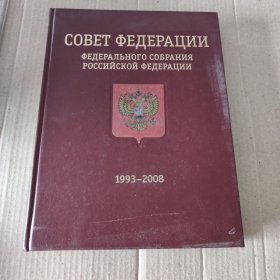 СОВЕТ ФЕДЕРАЦИИ
ФЕДЕРАЛЬНОГО СОБРАНИЯ
РОССИЙСКОЙ ФЕДЕРАЦИИ
1993–2008